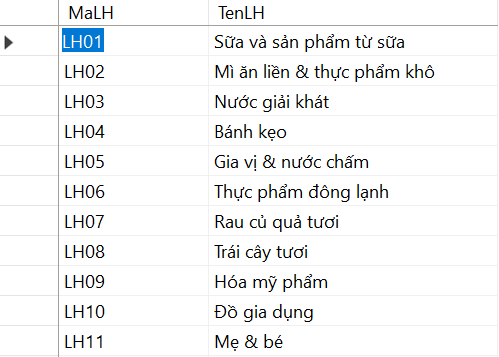 MaLH TenLH
LH01 Sữa và sản phẩm từ sữa
LH02 Mì ăn liền & thực phẩm khô
LH03 Nước giải khát
LH04 Bánh kẹo
LH05 Gia vị & nước chấm
LH06 Thực phẩm đông lạnh
LH07 Rau củ quả tươi
LH08 Trái cây tươi
LH09 Hóa mỹ phẩm
LH10 Đồ gia dụng
LH11 Mẹ & bé